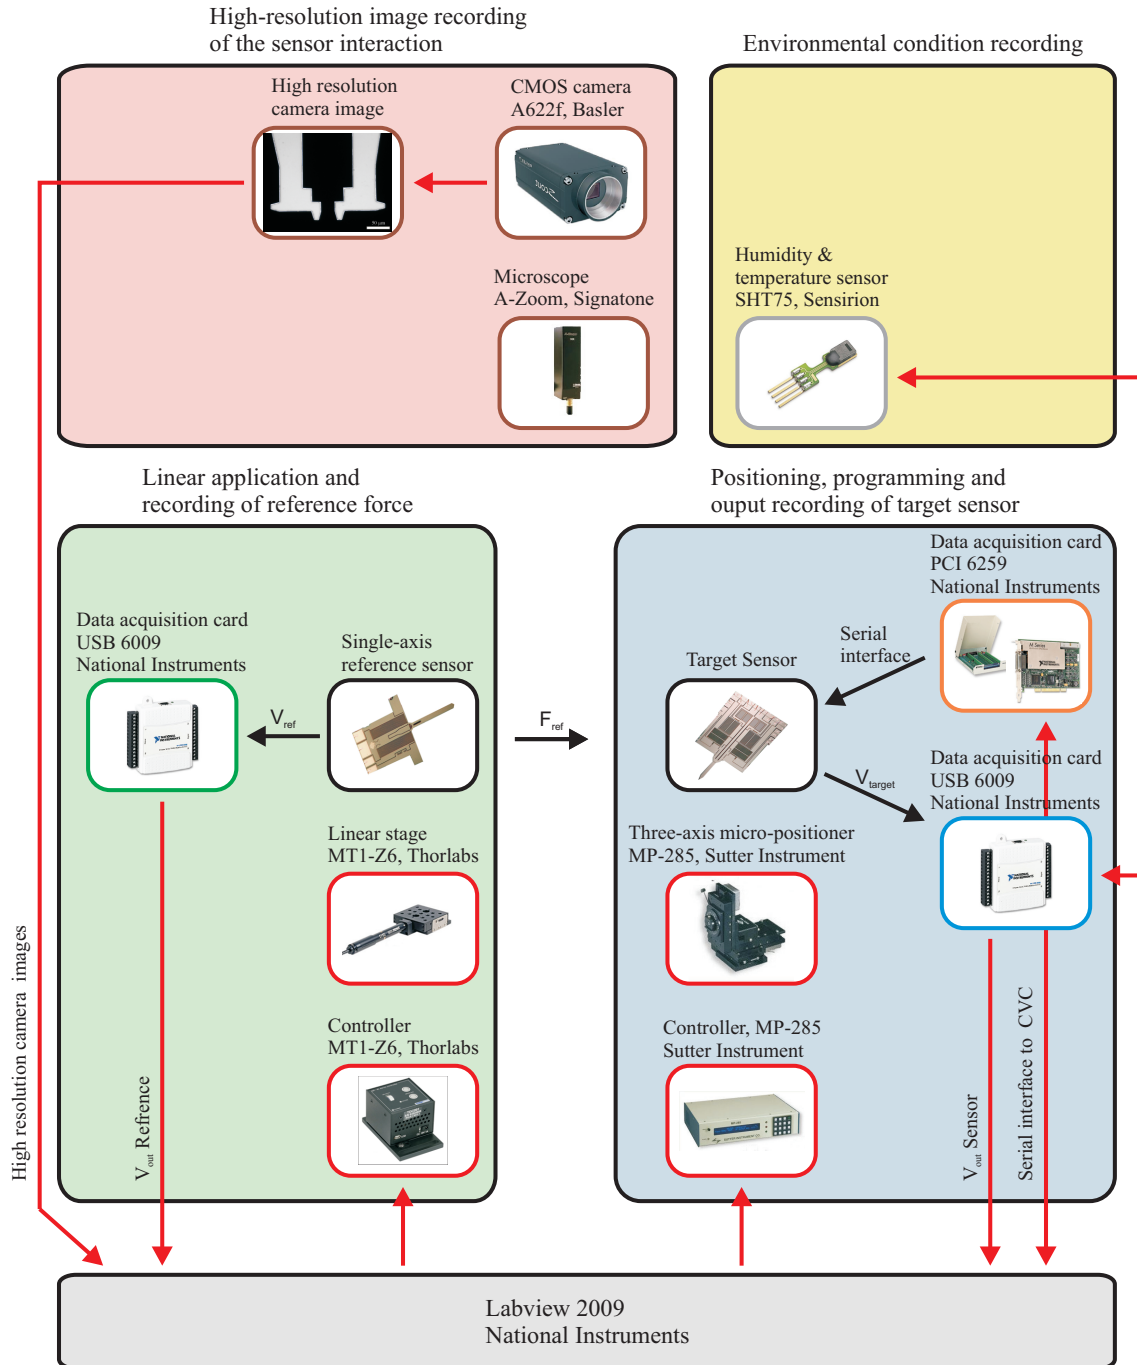 High-resolution image recording
of the sensor interaction
Environmental condition recording
High resolution
camera image
CMOS camera
A622f, Basler
Microscope
A-Zoom, Signatone
Humidity &
temperature sensor
SHT75, Sensirion
Linear application and
recording of reference force
Positioning, programming and
ouput recording of target sensor
Data acquisition card
USB 6009
National Instruments
Single-axis
reference sensor
V ref
F ref
Target Sensor
Serial
interface
Data acquisition card
PCI 6259
National Instruments
V target
Data acquisition card
USB 6009
National Instruments
Linear stage
MT1-Z6, Thorlabs
Three-axis micro-positioner
MP-285, Sutter Instrument
Controller
MT1-Z6, Thorlabs
Controller, MP-285
Sutter Instrument
High resolution camera images
V out Refrence
V out Sensor
Serial interface to CVC
Labview 2009
National Instruments